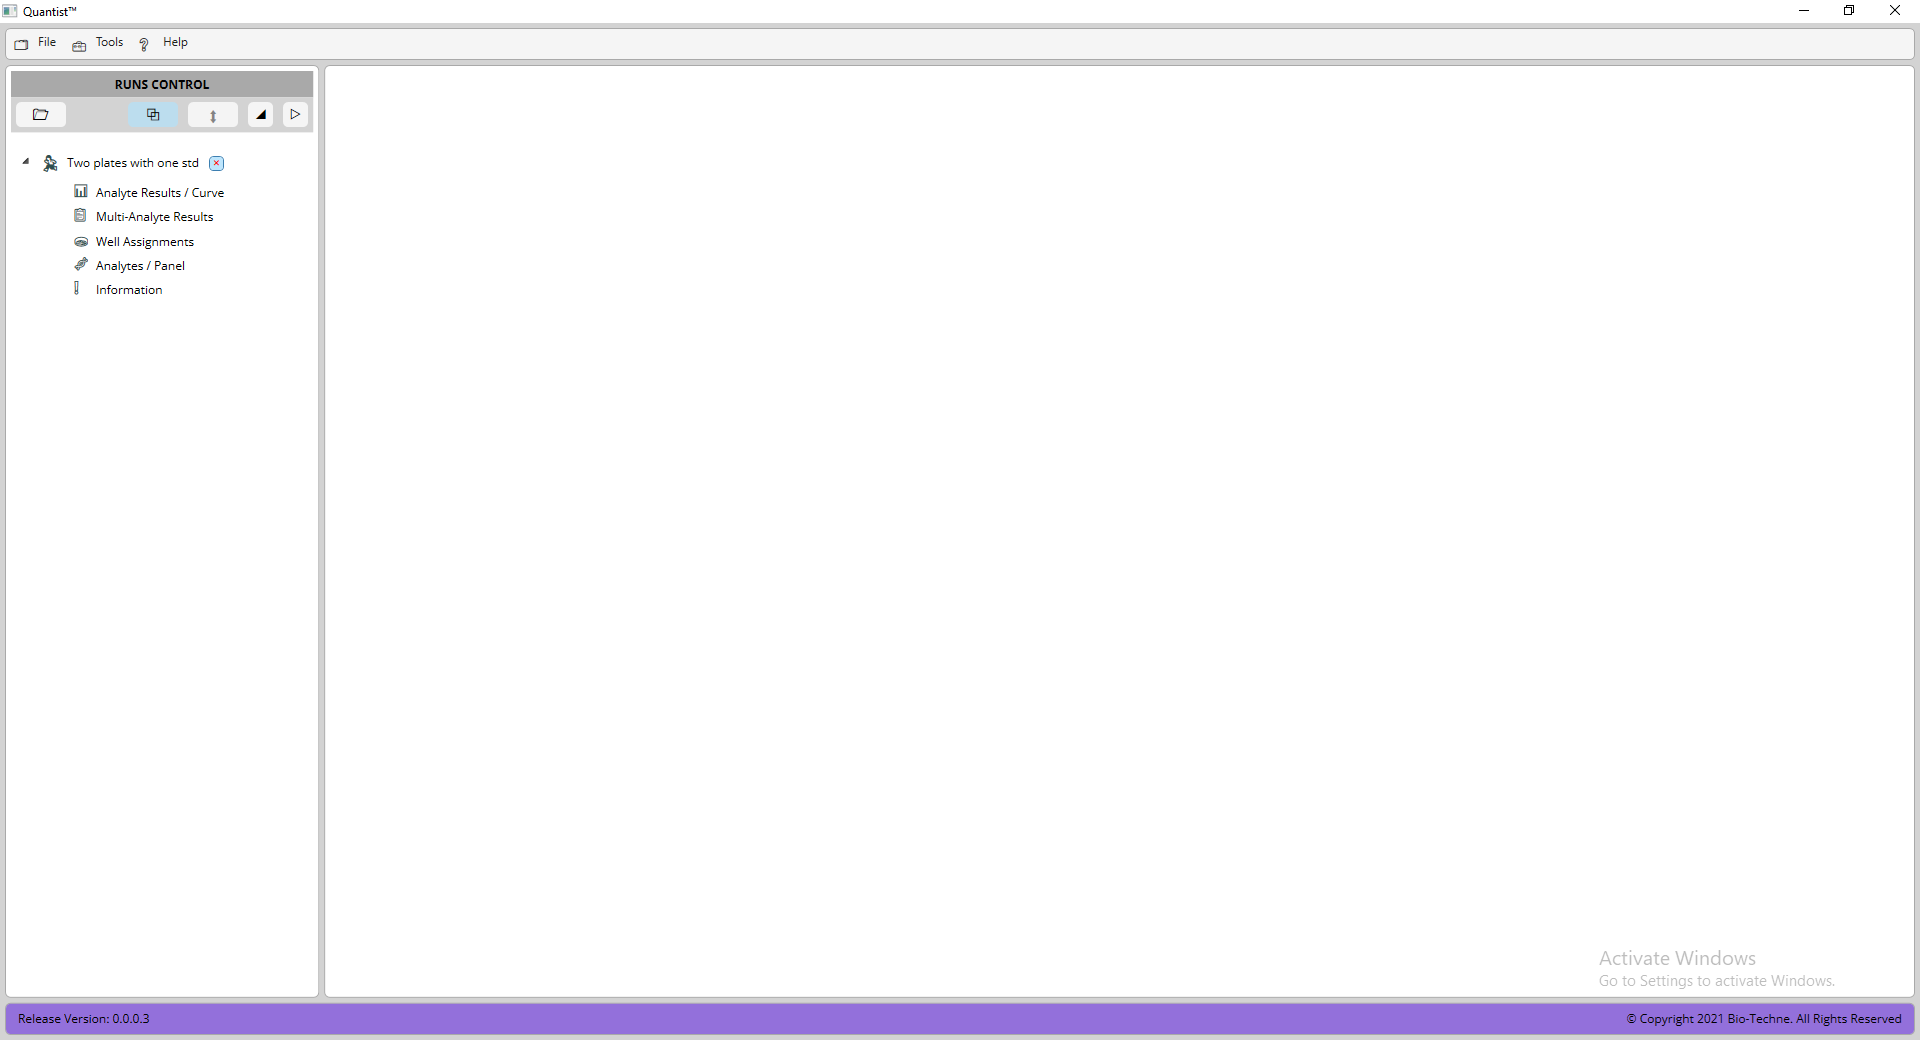 Quantist™
File Tools Help
RUNS CONTROL
Two plates with one std
Analyte Results / Curve
Multi-Analyte Results
Well Assignments
Analytes / Panel
Information
Activate Windows
Go to Settings to activate Windows.
Release Version: 0.0.0.3
© Copyright 2021 Bio-Techne. All Rights Reserved